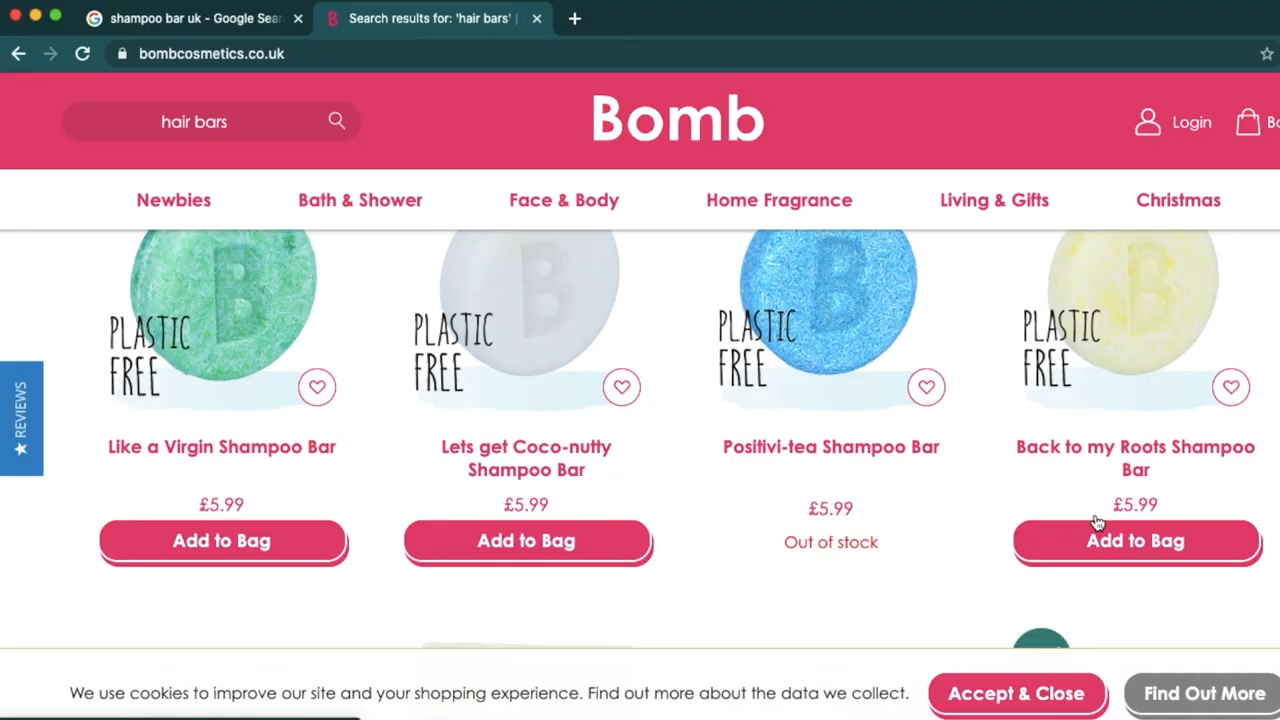 shampoo bar uk - Google Sear
Search results for: 'hair bars' |
bombcosmetics.co.uk
hair bars
Bomb
Login
Newbies
Bath & Shower
Face & Body
Home Fragrance
Living & Gifts
Christmas
B
B
B
B
PLASTIC
FREE
PLASTIC
FREE
PLASTIC
FREE
PLASTIC
FREE
★ REVIEWS
Like a Virgin Shampoo Bar
£5.99
Add to Bag
Lets get Coco-nutty
Shampoo Bar
£5.99
Add to Bag
Positivi-tea Shampoo Bar
£5.99
Out of stock
Back to my Roots Shampoo
Bar
£5.99
Add to Bag
We use cookies to improve our site and your shopping experience. Find out more about the data we collect.
Accept & Close
Find Out More